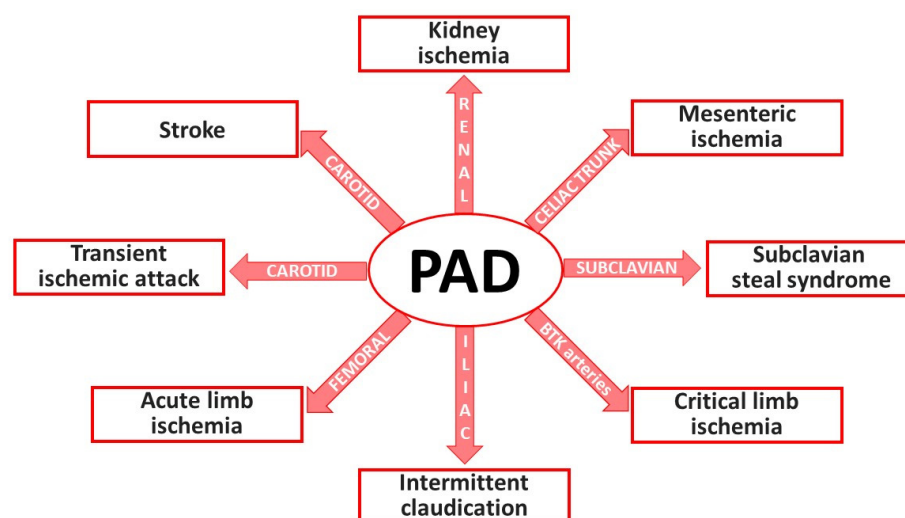 Kidney
ischemia
RENAL
Stroke
CAROTID
Mesenteric
ischemia
CELIAC TRUNK
Transient
ischemic attack
CAROTID
PAD
SUBCLAVIAN
Subclavian
steal syndrome
FEMORAL
Acute limb
ischemia
ILIAC
BTK arteries
Critical limb
ischemia
Intermittent
claudication